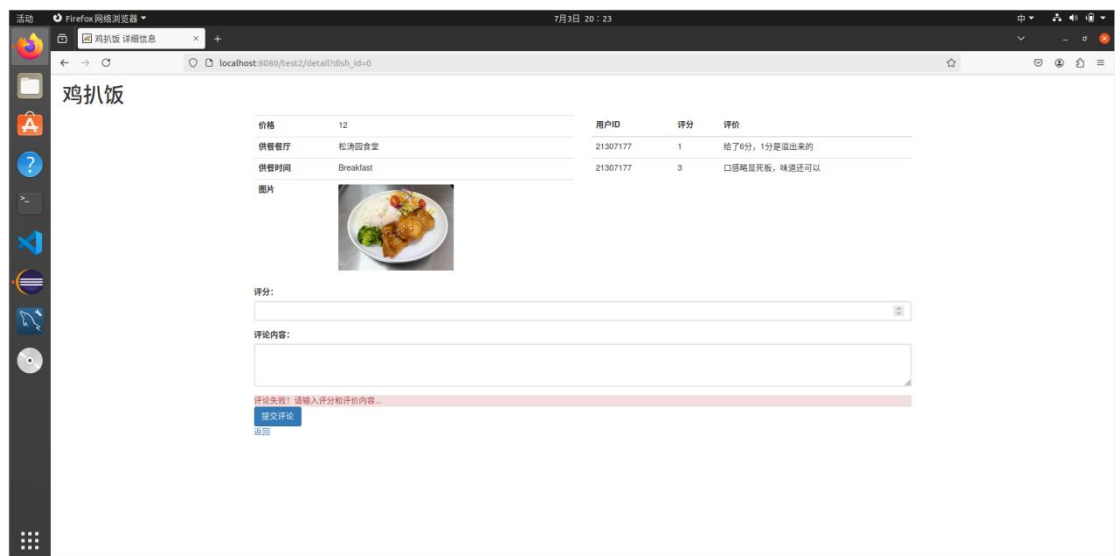 活动 Firefox 网络浏览器 7月3日 20：23 中
鸡扒饭 详细信息 × +
localhost:8080/test2/detail?dish_id=0
鸡扒饭
价格 12
供餐餐厅 松涛园食堂
供餐时间 Breakfast
图片
用户ID 评分 评价
21307177 1 给了6分，1分是溢出来的
21307177 3 口感略显死板，味道还可以
评分：
评论内容：
评论失败！请输入评分和评价内容...
提交评论
返回